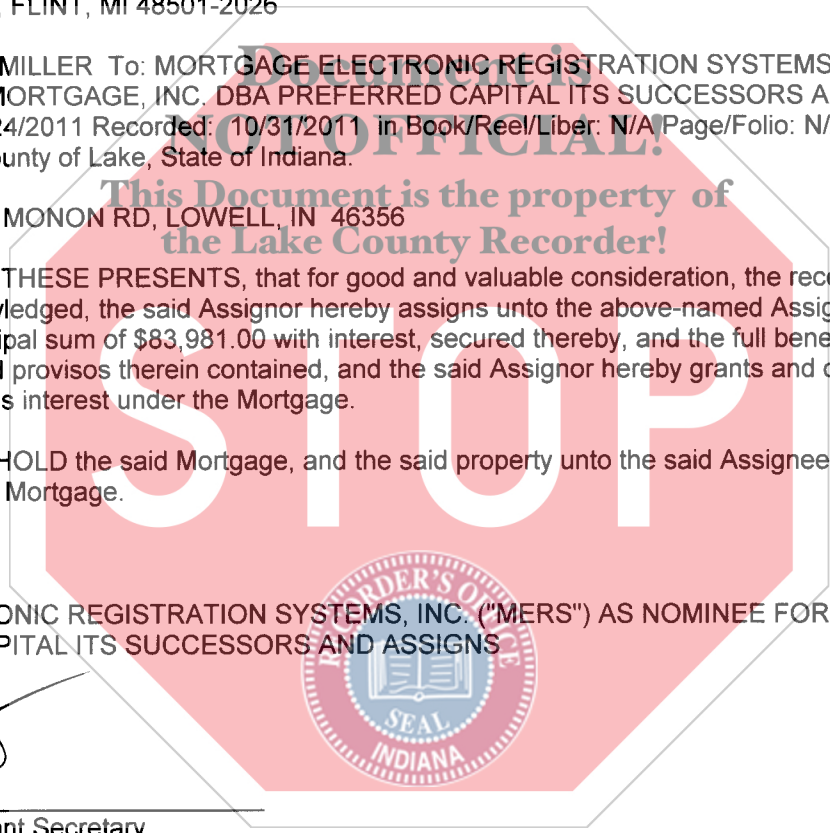 , FLINT, MI 48501-2026
MILLER To: MORTGAGE ELECTRONIC REGISTRATION SYSTEMS
MORTGAGE, INC. DBA PREFERRED CAPITAL ITS SUCCESSORS A
24/2011 Recorded: 10/31/2011 in Book/Reel/Liber: N/A Page/Folio: N/
ounty of Lake, State of Indiana.
Document is
NOT OFFICIAL!
This Document is the property of
the Lake County Recorder!
MONON RD, LOWELL, IN 46356
THESE PRESENTS, that for good and valuable consideration, the rece
ledged, the said Assignor hereby assigns unto the above-named Assig
ipal sum of $83,981.00 with interest, secured thereby, and the full bene
provisos therein contained, and the said Assignor hereby grants and
s interest under the Mortgage.
STOP
HOLD the said Mortgage, and the said property unto the said Assignee
Mortgage.
ONIC REGISTRATION SYSTEMS, INC. ("MERS") AS NOMINEE FOR
PITAL ITS SUCCESSORS AND ASSIGNS
RECORDER'S OFFICE
SEAL
INDIANA
ant Secretary